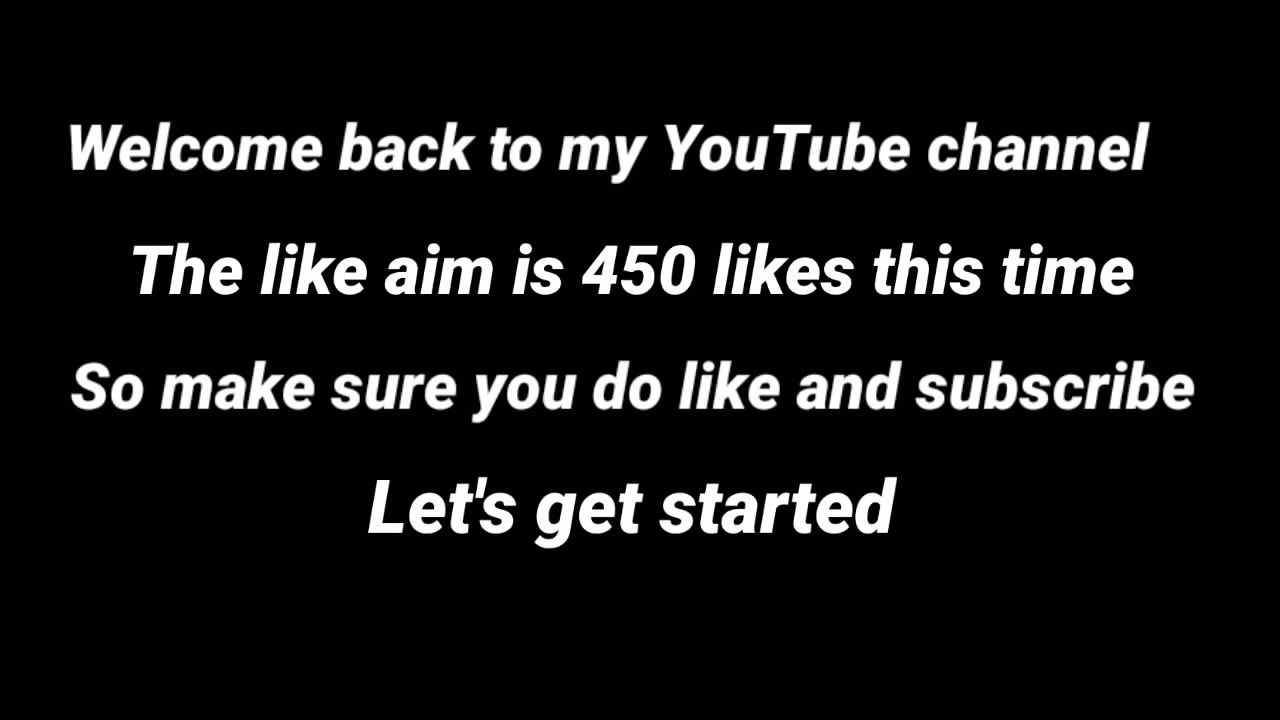 Welcome back to my YouTube channel
The like aim is 450 likes this time
So make sure you do like and subscribe
Let's get started